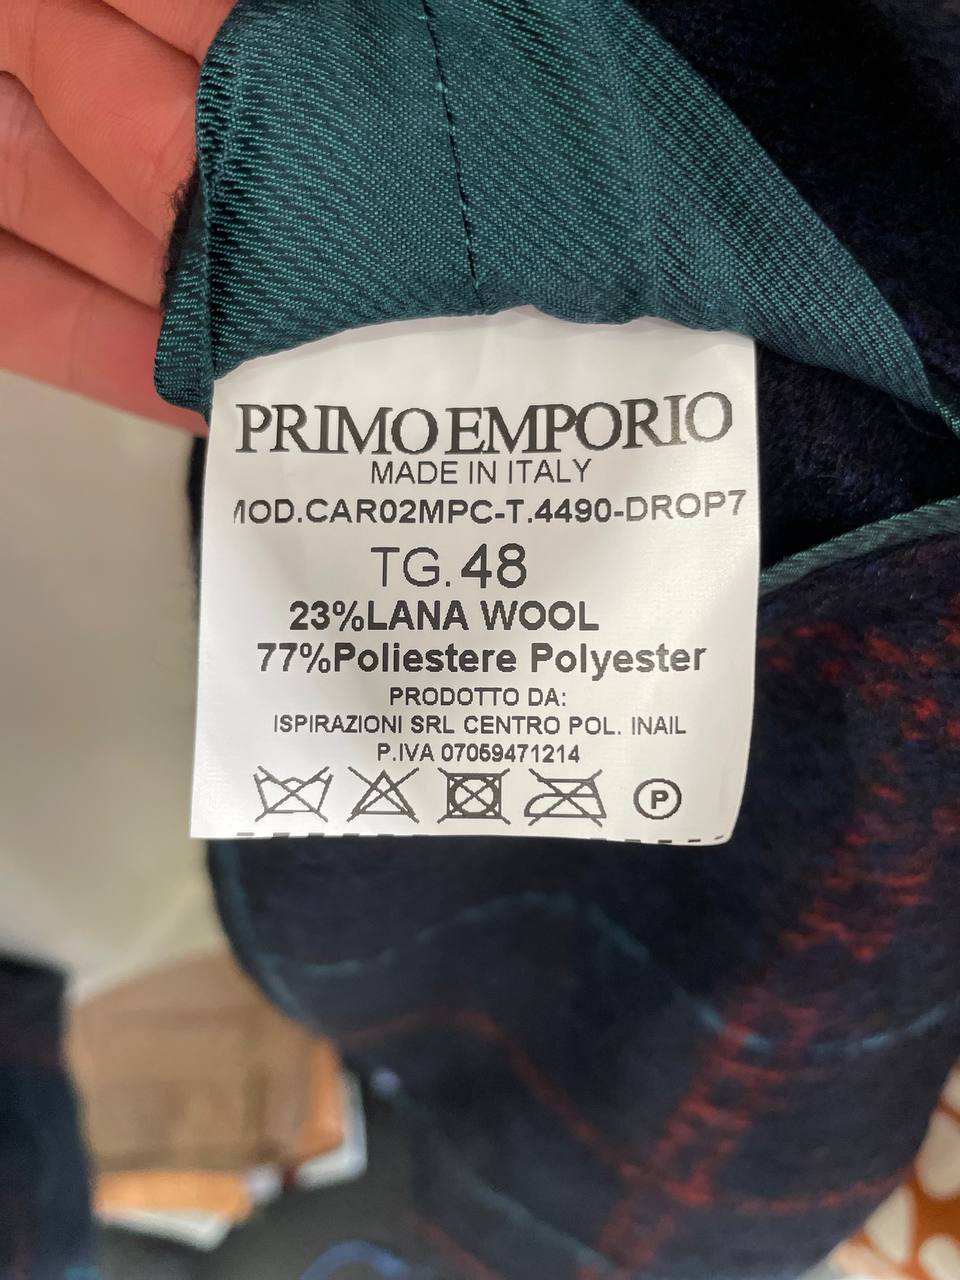 PRIMO EMPORIO
MADE IN ITALY
MOD.CAR02MPC-T.4490-DROP7
TG. 48
23%LANA WOOL
77%Poliestere Polyester
PRODOTTO DA:
ISPIRAZIONI SRL CENTRO POL. INAIL
P.IVA 07059471214
P